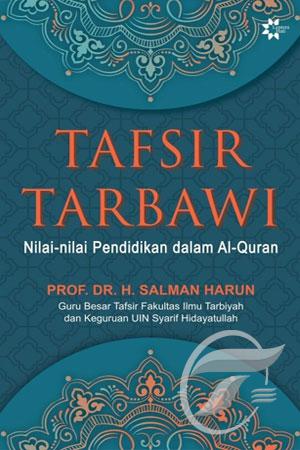 TAFSIR
TARBAWI
Nilai-nilai Pendidikan dalam Al-Quran
PROF. DR. H. SALMAN HARUN
Guru Besar Tafsir Fakultas Ilmu Tarbiyah
dan Keguruan UIN Syarif Hidayatullah